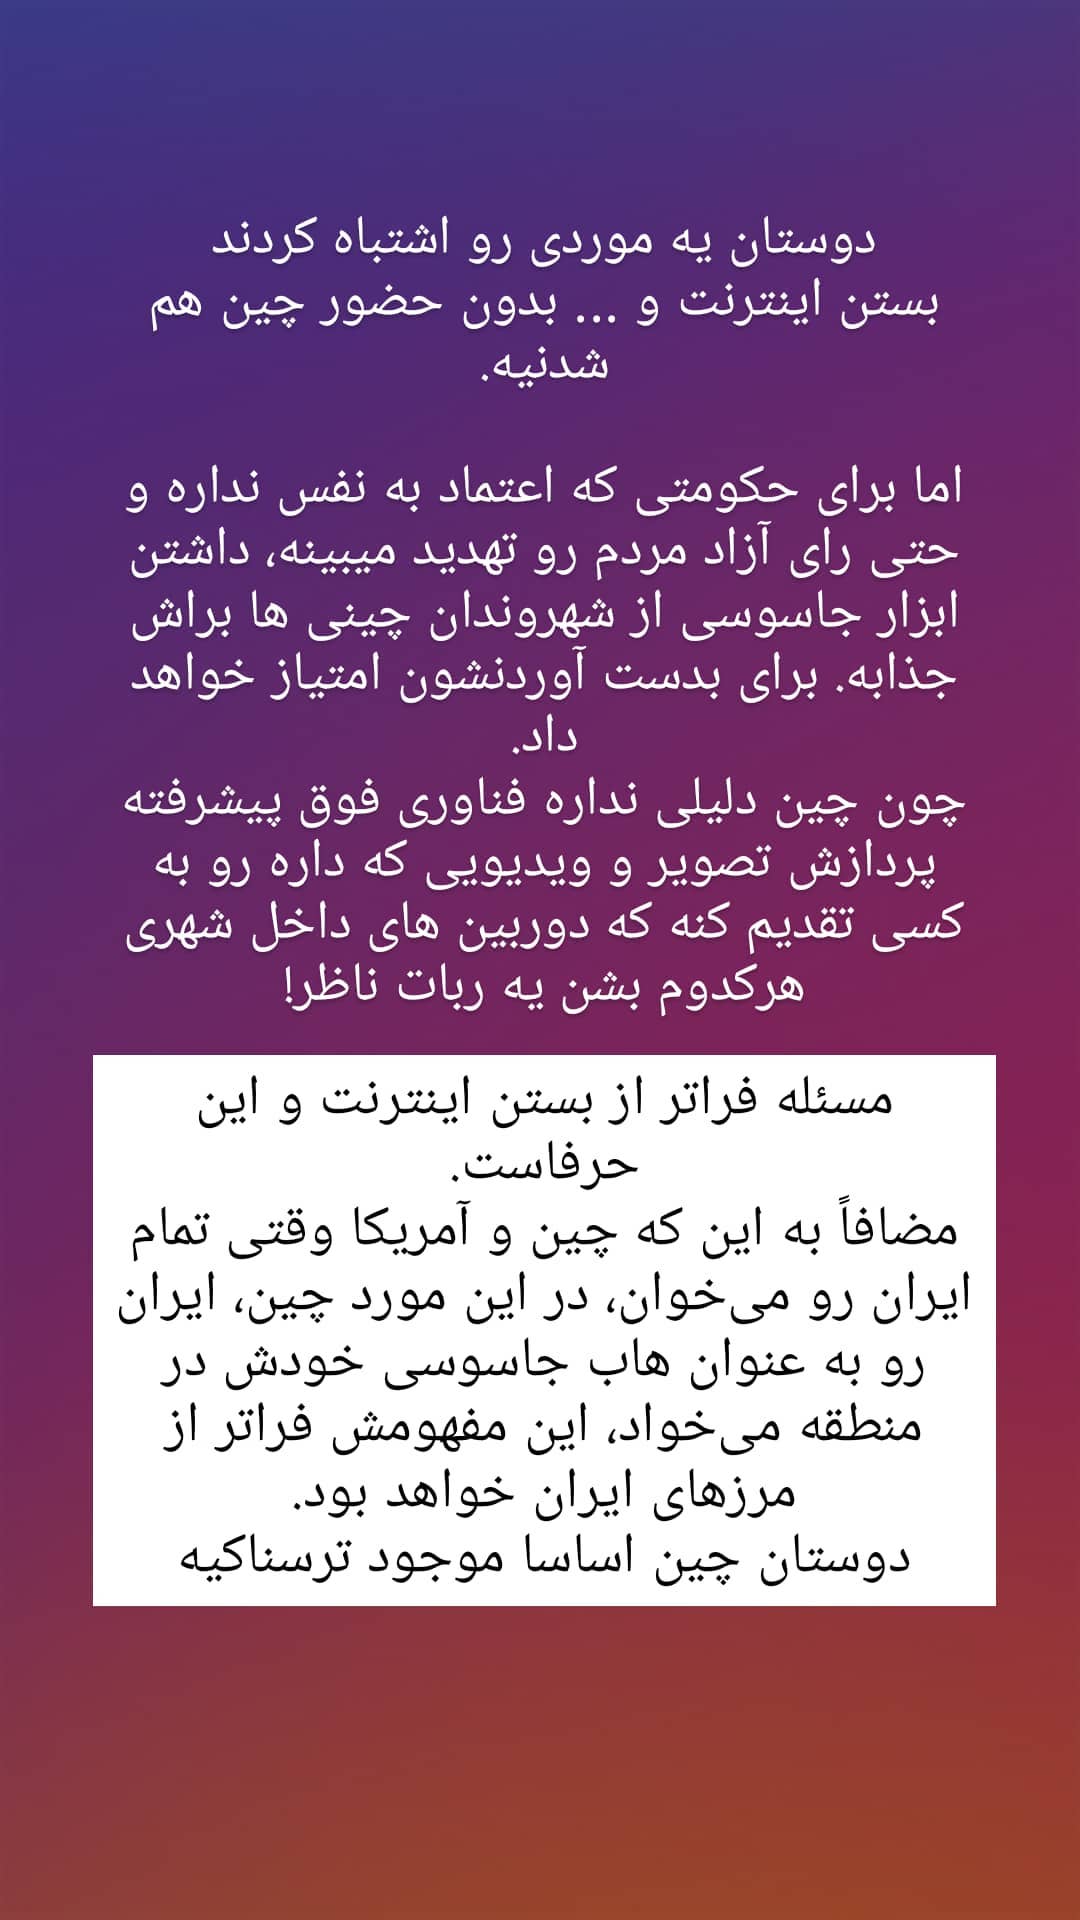 دوستان یه موردی رو اشتباه کردند
بستن اینترنت و ... بدون حضور چین هم
شدنیه.
اما برای حکومتی که اعتماد به نفس نداره و
حتی رای آزاد مردم رو تهدید میبینه، داشتن
ابزار جاسوسی از شهروندان چینی ها براش
جذابه. برای بدست آوردنشون امتیاز خواهد
داد.
چون چین دلیلی نداره فناوری فوق پیشرفته
پردازش تصویر و ویدیویی که داره رو به
کسی تقدیم کنه که دوربین های داخل شهری
هرکدوم بشن یه ربات ناظر!
مسئله فراتر از بستن اینترنت و این
حرفاست.
مضافاً به این که چین و آمریکا وقتی تمام
ایران رو می‌خوان، در این مورد چین، ایران
رو به عنوان هاب جاسوسی خودش در
منطقه می‌خواد، این مفهومش فراتر از
مرزهای ایران خواهد بود.
دوستان چین اساسا موجود ترسناکیه